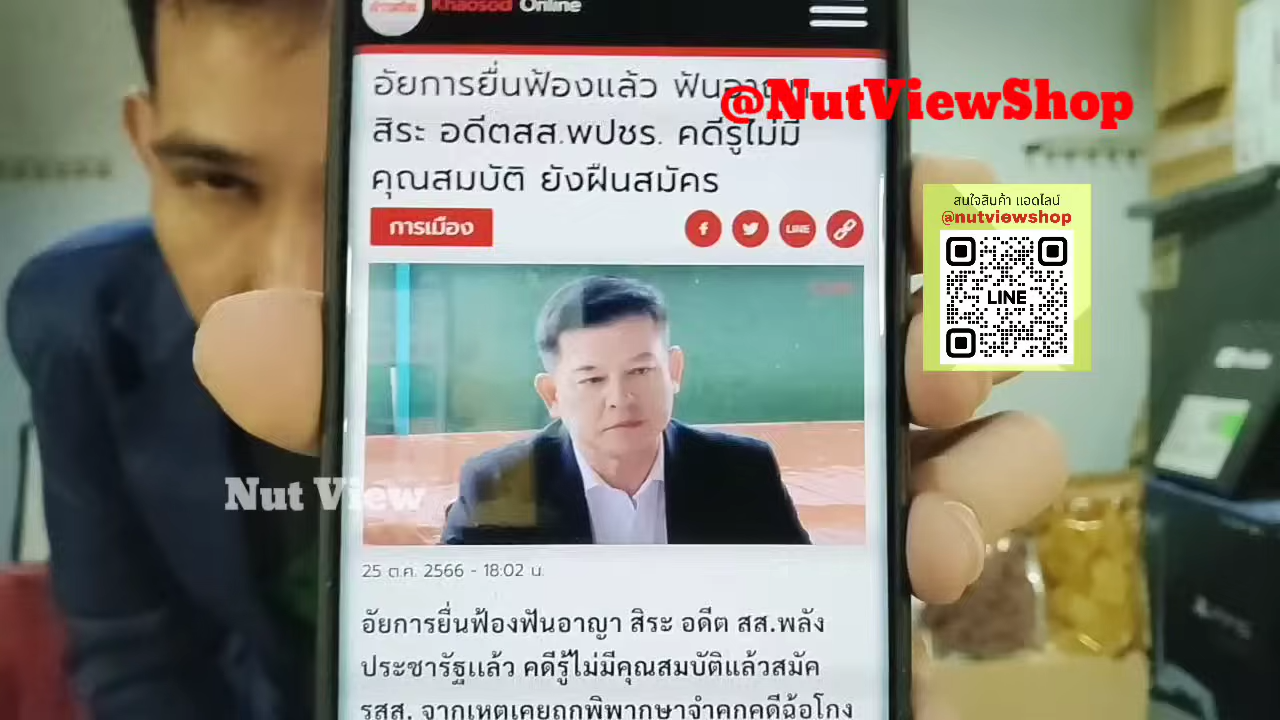 ข่าวสด
Khaosod Online
อัยการยื่นฟ้องแล้ว ฟันอาญา
@NutViewShop
สิระ อดีตสส.พปชร. คดีรู้ไม่มี
คุณสมบัติ ยังฝืนสมัคร
การเมือง
LINE
สนใจสินค้า แอดไลน์
@nutviewshop
LINE
Nut View
25 ต.ค. 2566 - 18:02 น.
อัยการยื่นฟ้องฟันอาญา สิระ อดีต สส.พลัง
ประชารัฐแล้ว คดีรู้ไม่มีคุณสมบัติแล้วสมัค
รสส. จากเหตุเคยถูกพิพากษาจำคุกคดีฉ้อโกง